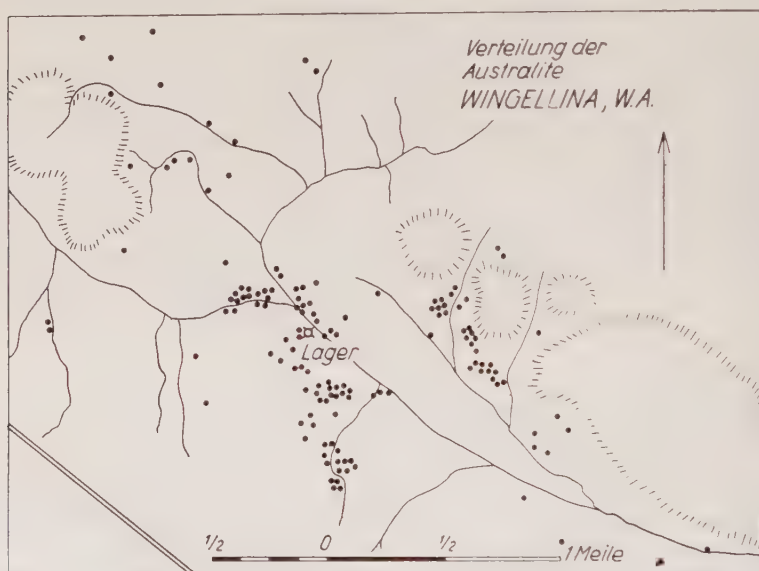 Verteilung der
Australite
WINGELLINA, W.A.
Lager
1/2 0 1/2 1 Meile